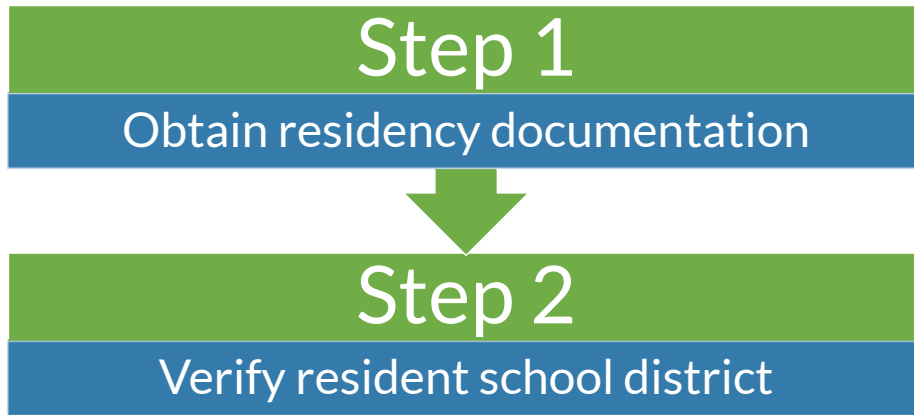 Step 1
Obtain residency documentation
Step 2
Verify resident school district